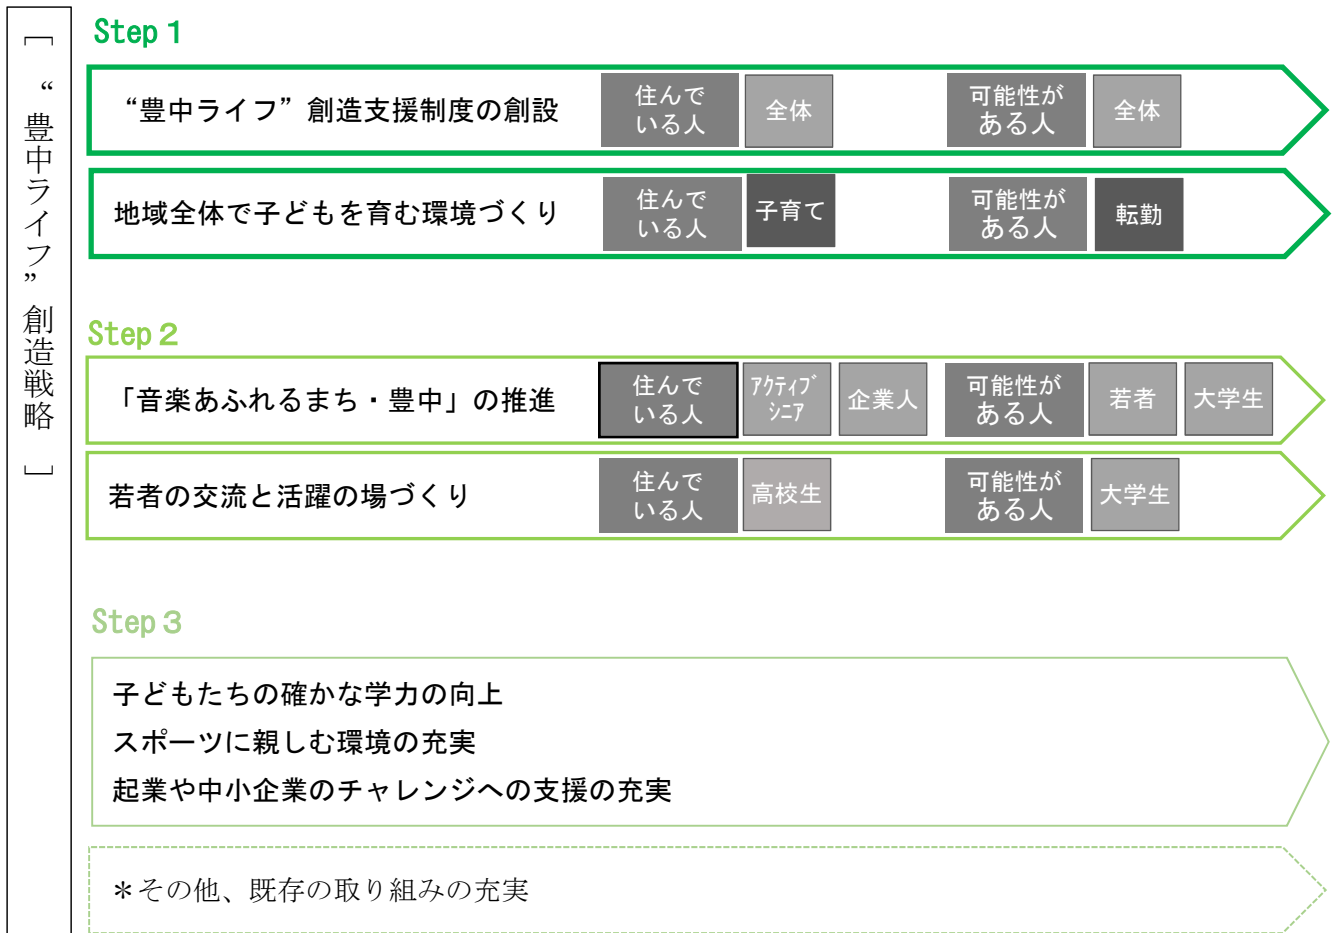 ［ “豊中ライフ”創造戦略 ］
Step 1
“豊中ライフ”創造支援制度の創設
住んで
いる人
全体
可能性が
ある人
全体
地域全体で子どもを育む環境づくり
住んで
いる人
子育て
可能性が
ある人
転勤
Step 2
「音楽あふれるまち・豊中」の推進
住んで
いる人
ｱｸﾃｨﾌﾞ
ｼﾆｱ
企業人
可能性が
ある人
若者
大学生
若者の交流と活躍の場づくり
住んで
いる人
高校生
可能性が
ある人
大学生
Step 3
子どもたちの確かな学力の向上
スポーツに親しむ環境の充実
起業や中小企業のチャレンジへの支援の充実
＊その他、既存の取り組みの充実